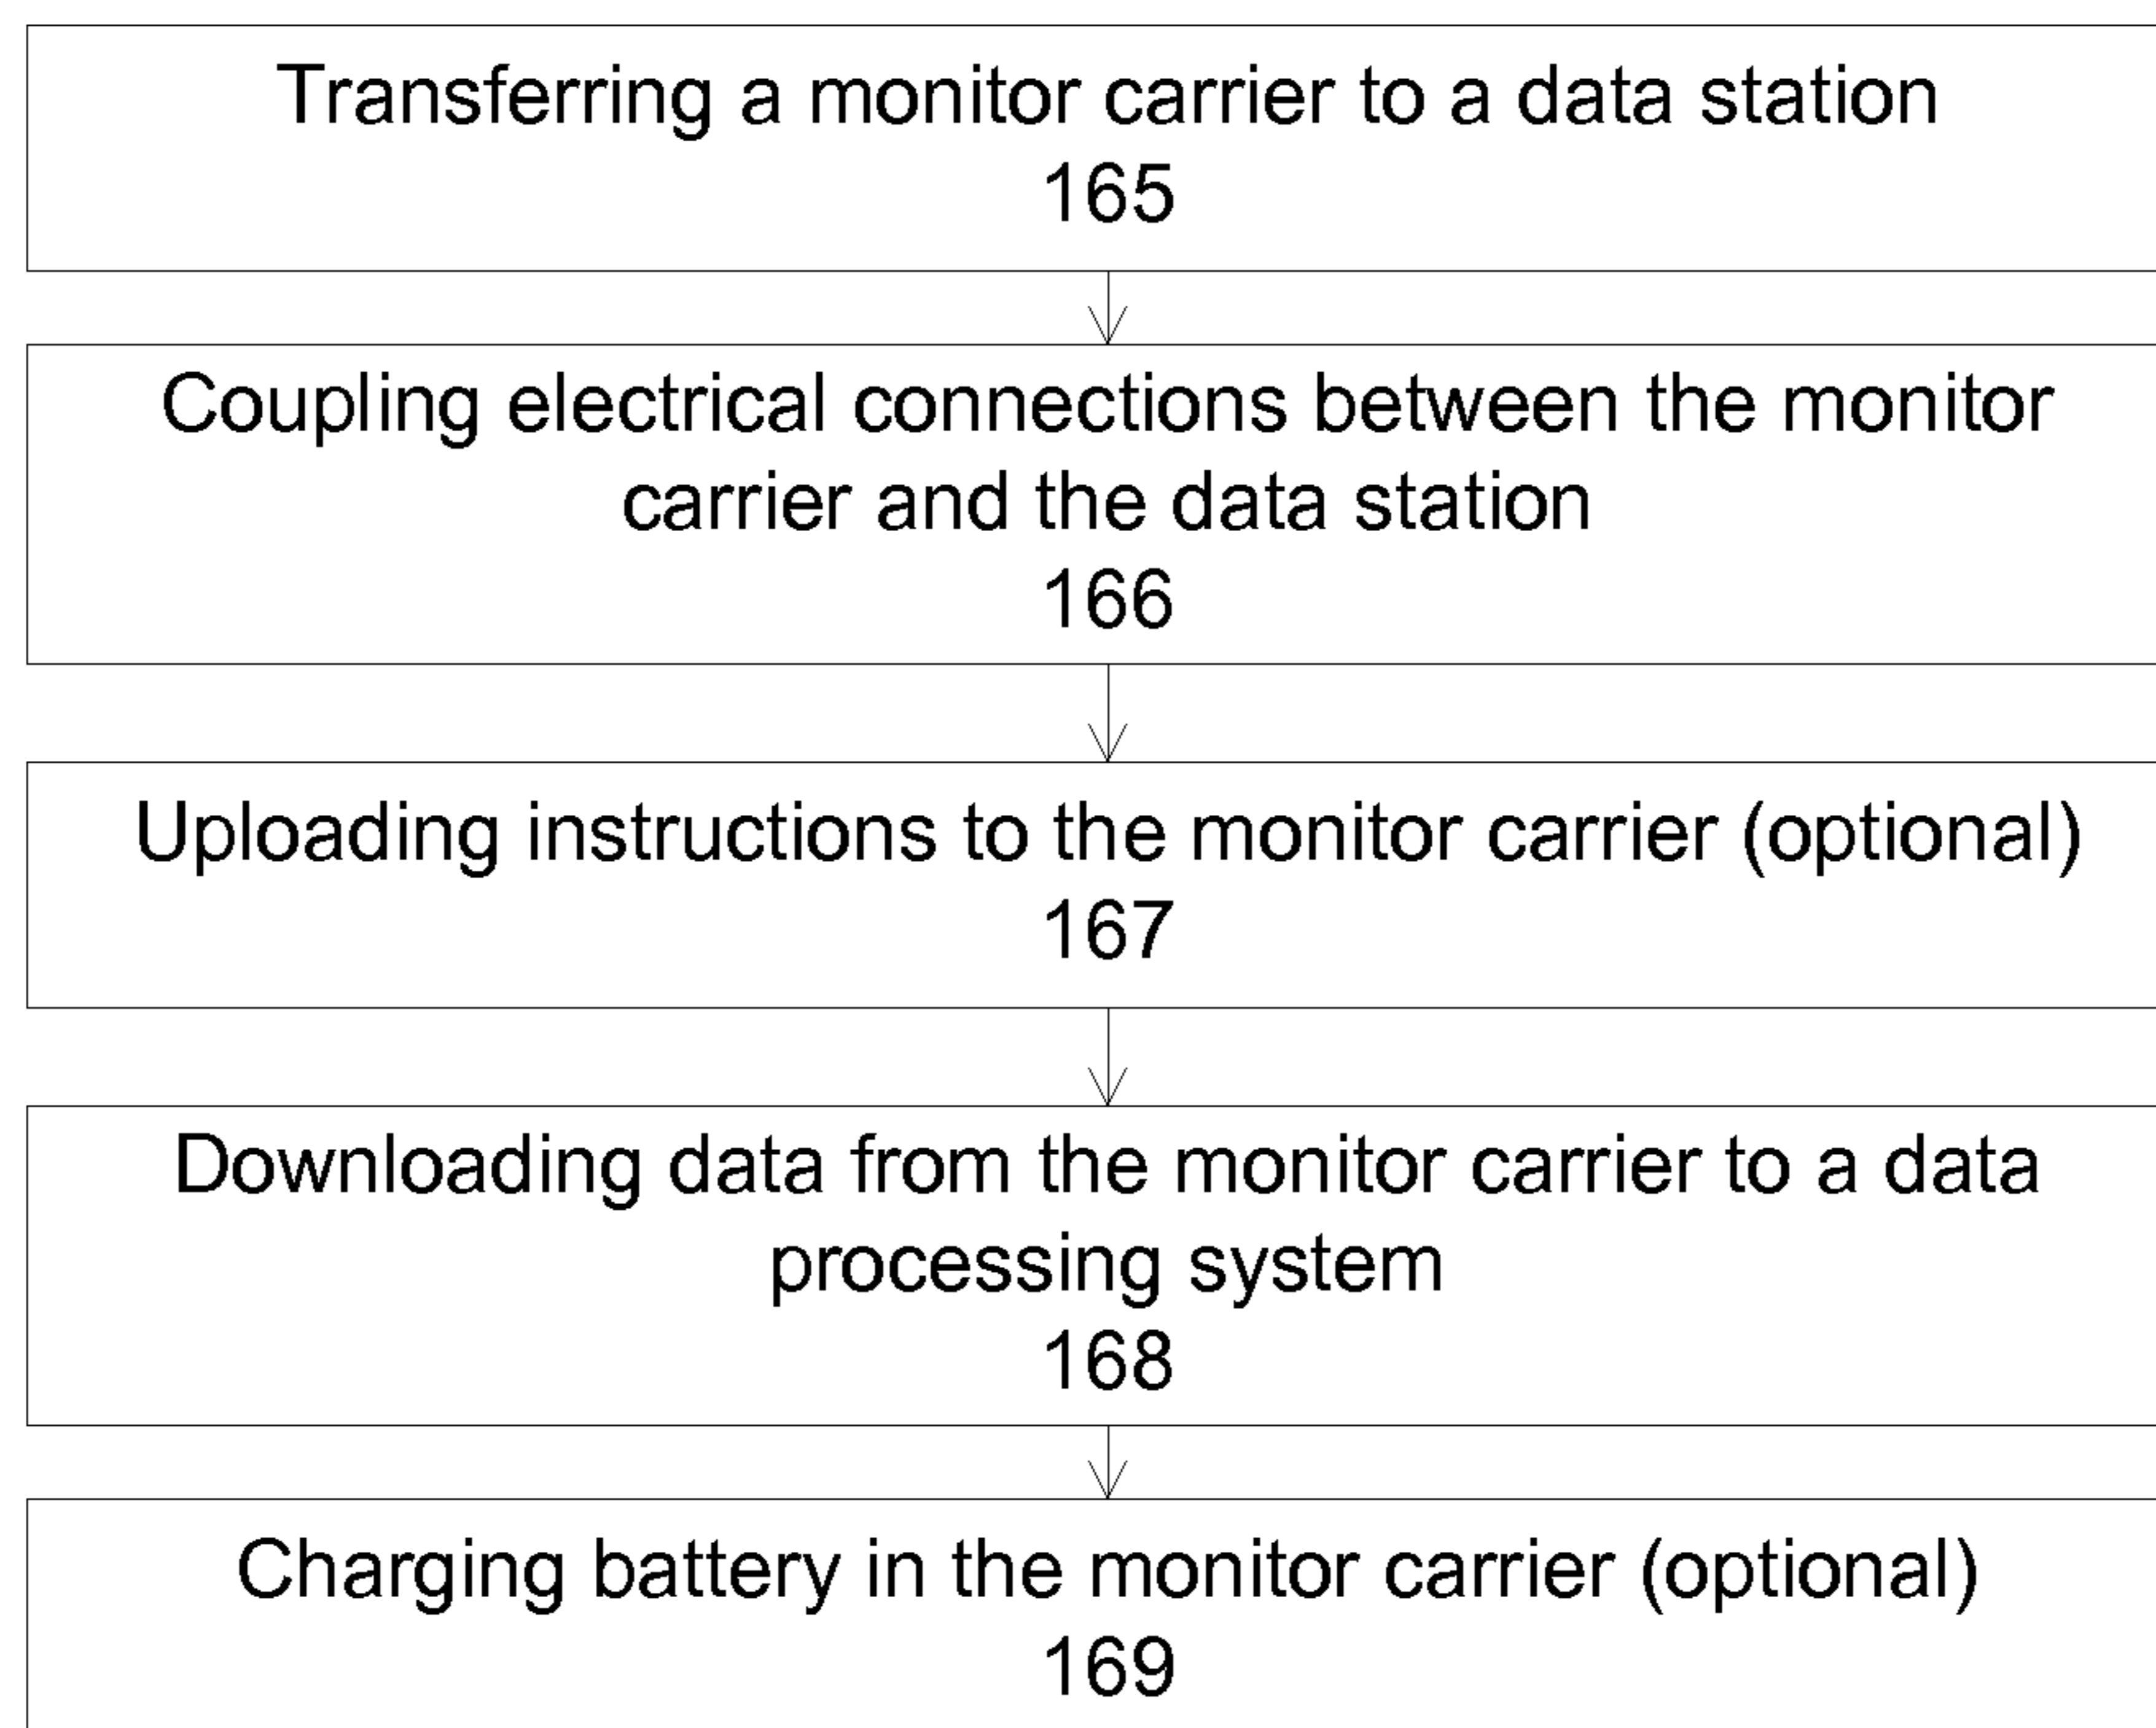 Transferring a monitor carrier to a data station
165
Coupling electrical connections between the monitor
carrier and the data station
166
Uploading instructions to the monitor carrier (optional)
167
Downloading data from the monitor carrier to a data
processing system
168
Charging battery in the monitor carrier (optional)
169